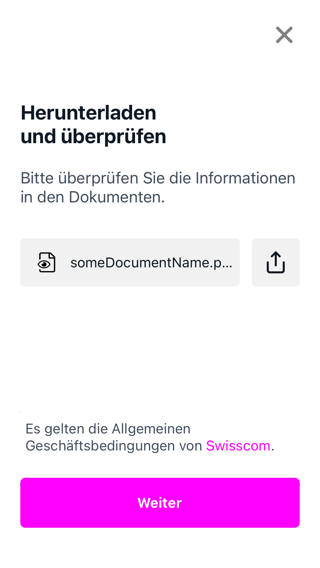 Herunterladen
und überprüfen
Bitte überprüfen Sie die Informationen
in den Dokumenten.
someDocumentName.p...
Es gelten die Allgemeinen
Geschäftsbedingungen von Swisscom.
Weiter